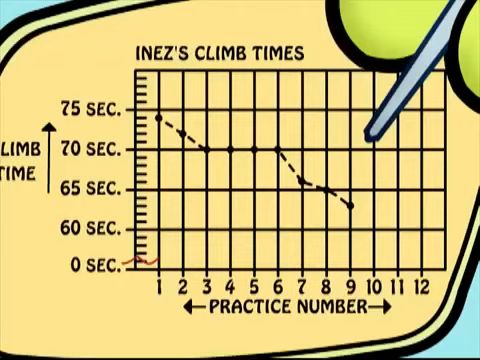 INEZ'S CLIMB TIMES
75 SEC.
LIMB
TIME
70 SEC.
65 SEC.
60 SEC.
0 SEC.
1 2 3 4 5 6 7 8 9 10 11 12
PRACTICE NUMBER